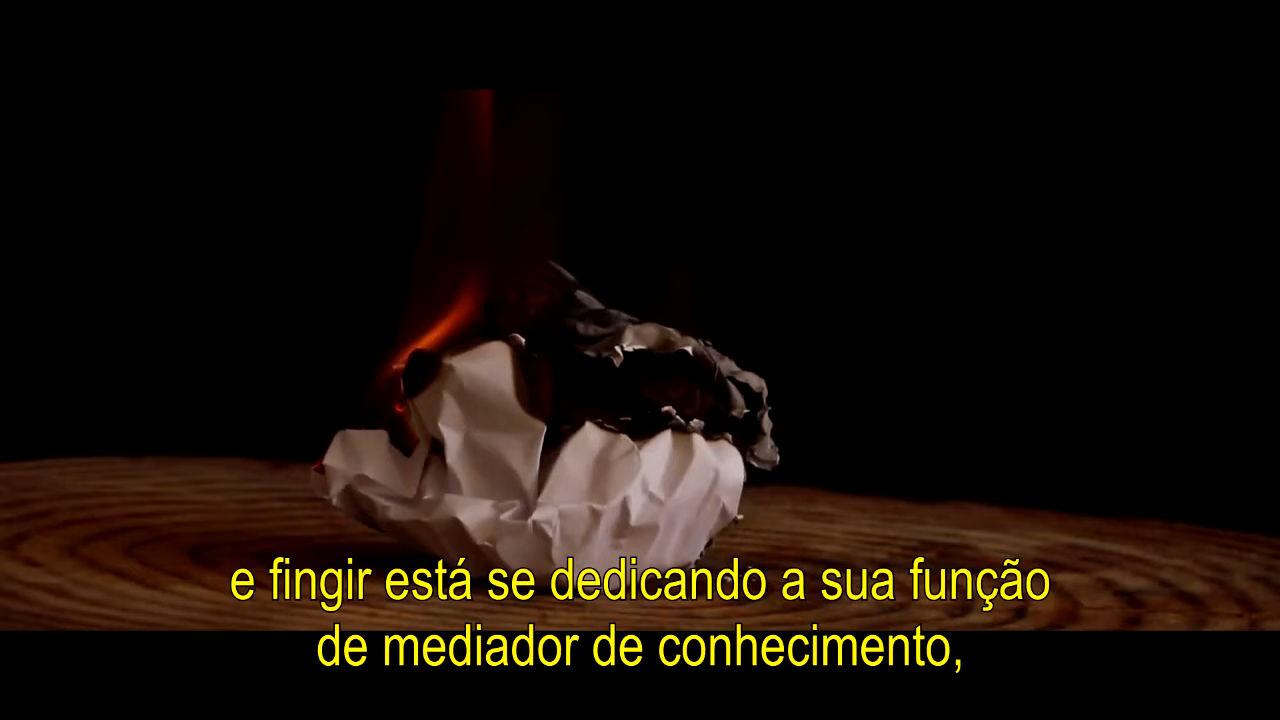 e fingir está se dedicando a sua função
de mediador de conhecimento,